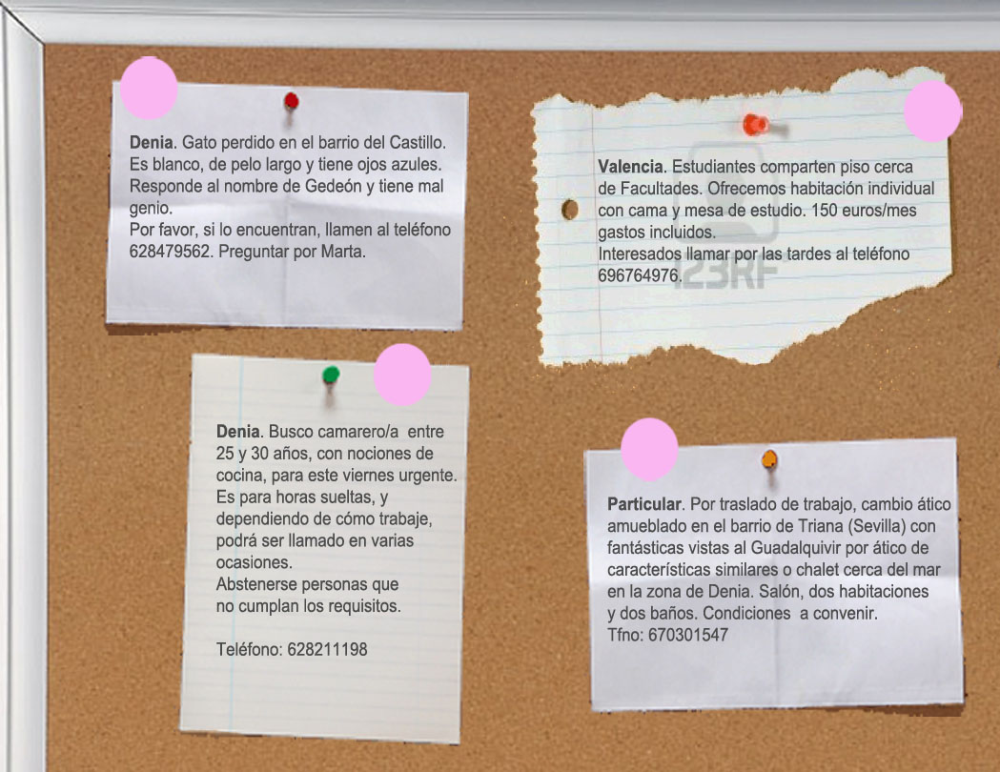 Denia. Gato perdido en el barrio del Castillo.
Es blanco, de pelo largo y tiene ojos azules.
Responde al nombre de Gedeón y tiene mal
genio.
Por favor, si lo encuentran, llamen al teléfono
628479562. Preguntar por Marta.
Valencia. Estudiantes comparten piso cerca
de Facultades. Ofrecemos habitación individual
con cama y mesa de estudio. 150 euros/mes
gastos incluidos.
Interesados llamar por las tardes al teléfono
696764976.
123RF
Denia. Busco camarero/a entre
25 y 30 años, con nociones de
cocina, para este viernes urgente.
Es para horas sueltas, y
dependiendo de cómo trabaje,
podrá ser llamado en varias
ocasiones.
Abstenerse personas que
no cumplan los requisitos.
Teléfono: 628211198
Particular. Por traslado de trabajo, cambio ático
amueblado en el barrio de Triana (Sevilla) con
fantásticas vistas al Guadalquivir por ático de
características similares o chalet cerca del mar
en la zona de Denia. Salón, dos habitaciones
y dos baños. Condiciones a convenir.
Tfno: 670301547